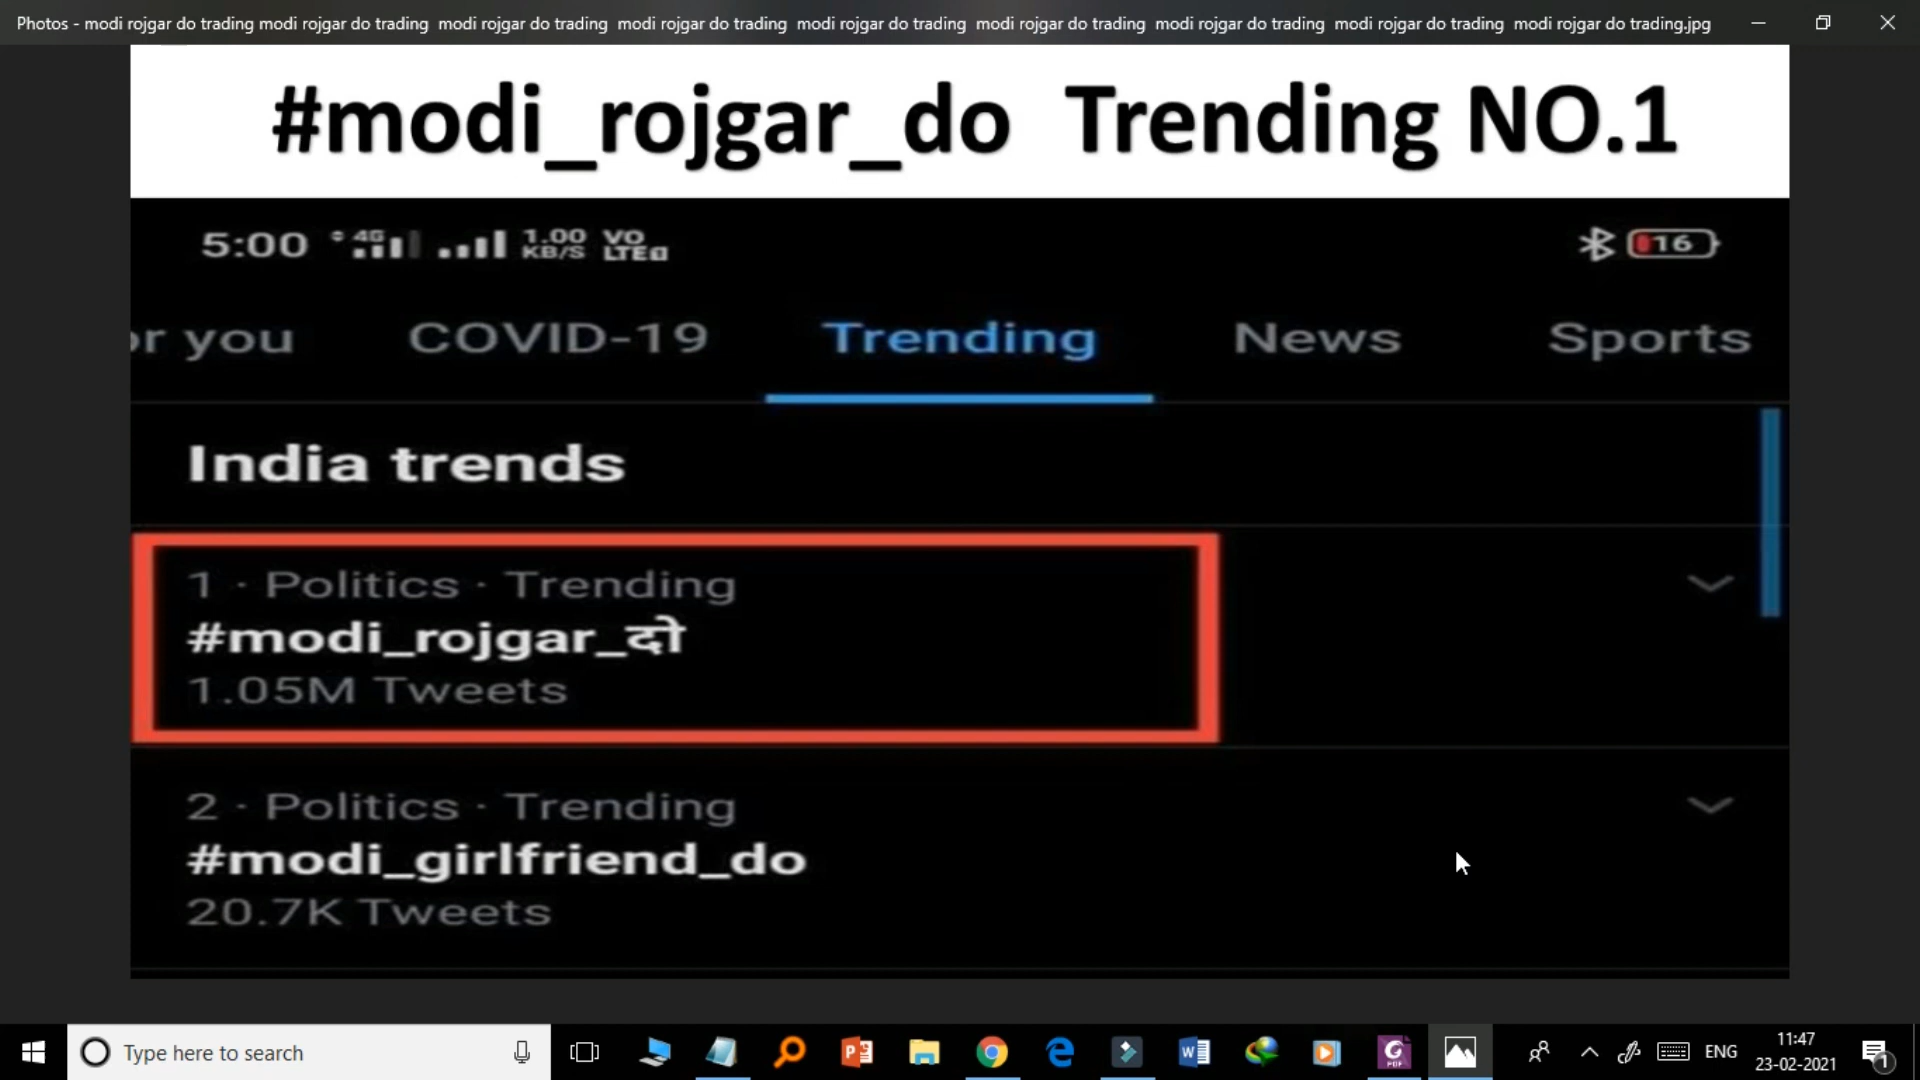 Photos - modi rojgar do trading modi rojgar do trading modi rojgar do trading modi rojgar do trading modi rojgar do trading modi rojgar do trading modi rojgar do trading modi rojgar do trading modi rojgar do trading.jpg
#modi_rojgar_do Trending NO.1
5:00 4G 1.00 KB/S VO LTE 16
or you COVID-19 Trending News Sports
India trends
1 · Politics · Trending
#modi_rojgar_दो
1.05M Tweets
2 · Politics · Trending
#modi_girlfriend_do
20.7K Tweets
Type here to search
ENG
11:47
23-02-2021
1